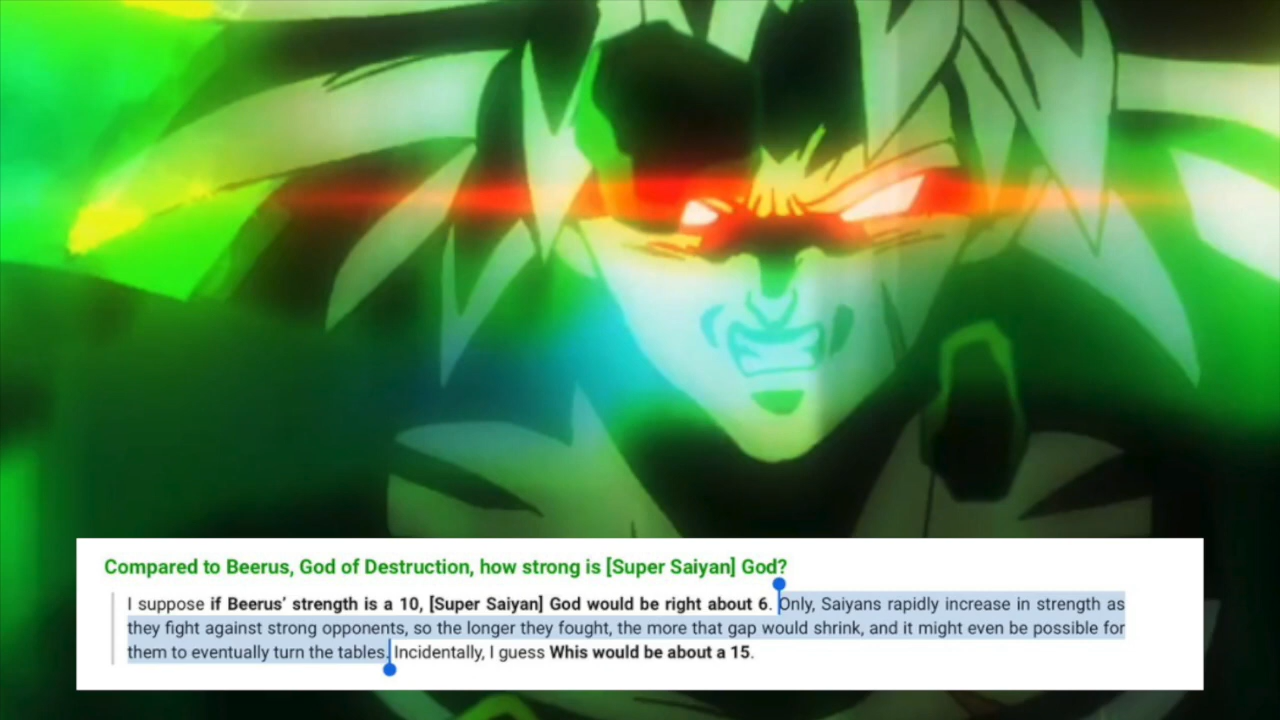 Compared to Beerus, God of Destruction, how strong is [Super Saiyan] God?
I suppose if Beerus' strength is a 10, [Super Saiyan] God would be right about 6. Only, Saiyans rapidly increase in strength as
they fight against strong opponents, so the longer they fought, the more that gap would shrink, and it might even be possible for
them to eventually turn the tables. Incidentally, I guess Whis would be about a 15.